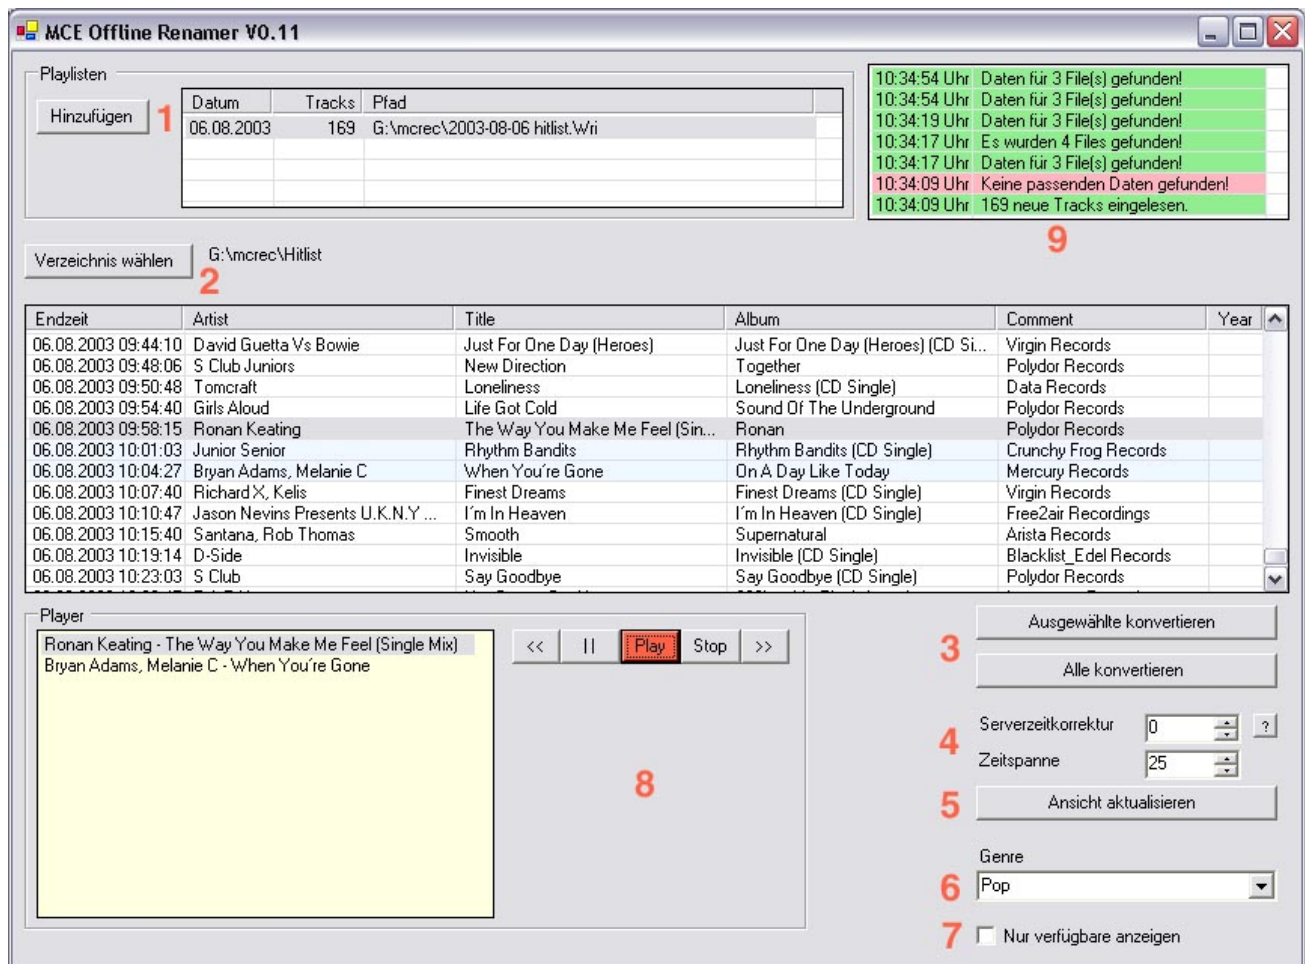 MCE Offline Renamer V0.11
Playlisten
Hinzufügen
1
Datum Tracks Pfad
06.08.2003 169 G:\mcrec\2003-08-06 hitlist.Wri
10:34:54 Uhr Daten für 3 File(s) gefunden!
10:34:54 Uhr Daten für 3 File(s) gefunden!
10:34:19 Uhr Daten für 3 File(s) gefunden!
10:34:17 Uhr Es wurden 4 Files gefunden!
10:34:17 Uhr Daten für 3 File(s) gefunden!
10:34:09 Uhr Keine passenden Daten gefunden!
10:34:09 Uhr 169 neue Tracks eingelesen.
9
Verzeichnis wählen
2
G:\mcrec\Hitlist
Endzeit Artist Title Album Comment Year
06.08.2003 09:44:10 David Guetta Vs Bowie Just For One Day (Heroes) Just For One Day (Heroes) (CD Si... Virgin Records
06.08.2003 09:48:06 S Club Juniors New Direction Together Polydor Records
06.08.2003 09:50:48 Tomcraft Loneliness Loneliness (CD Single) Data Records
06.08.2003 09:54:40 Girls Aloud Life Got Cold Sound Of The Underground Polydor Records
06.08.2003 09:58:15 Ronan Keating The Way You Make Me Feel (Sin... Ronan Polydor Records
06.08.2003 10:01:03 Junior Senior Rhythm Bandits Rhythm Bandits (CD Single) Crunchy Frog Records
06.08.2003 10:04:27 Bryan Adams, Melanie C When You´re Gone On A Day Like Today Mercury Records
06.08.2003 10:07:40 Richard X, Kelis Finest Dreams Finest Dreams (CD Single) Virgin Records
06.08.2003 10:10:47 Jason Nevins Presents U.K.N.Y ... I´m In Heaven I´m In Heaven (CD Single) Free2air Recordings
06.08.2003 10:15:40 Santana, Rob Thomas Smooth Supernatural Arista Records
06.08.2003 10:19:14 D-Side Invisible Invisible (CD Single) Blacklist_Edel Records
06.08.2003 10:23:03 S Club Say Goodbye Say Goodbye (CD Single) Polydor Records
Player
Ronan Keating - The Way You Make Me Feel (Single Mix)
Bryan Adams, Melanie C - When You´re Gone
<< || Play Stop >>
8
3
Ausgewählte konvertieren
Alle konvertieren
4
Serverzeitkorrektur 0 ?
Zeitspanne 25
5
Ansicht aktualisieren
Genre
6
Pop
7
Nur verfügbare anzeigen